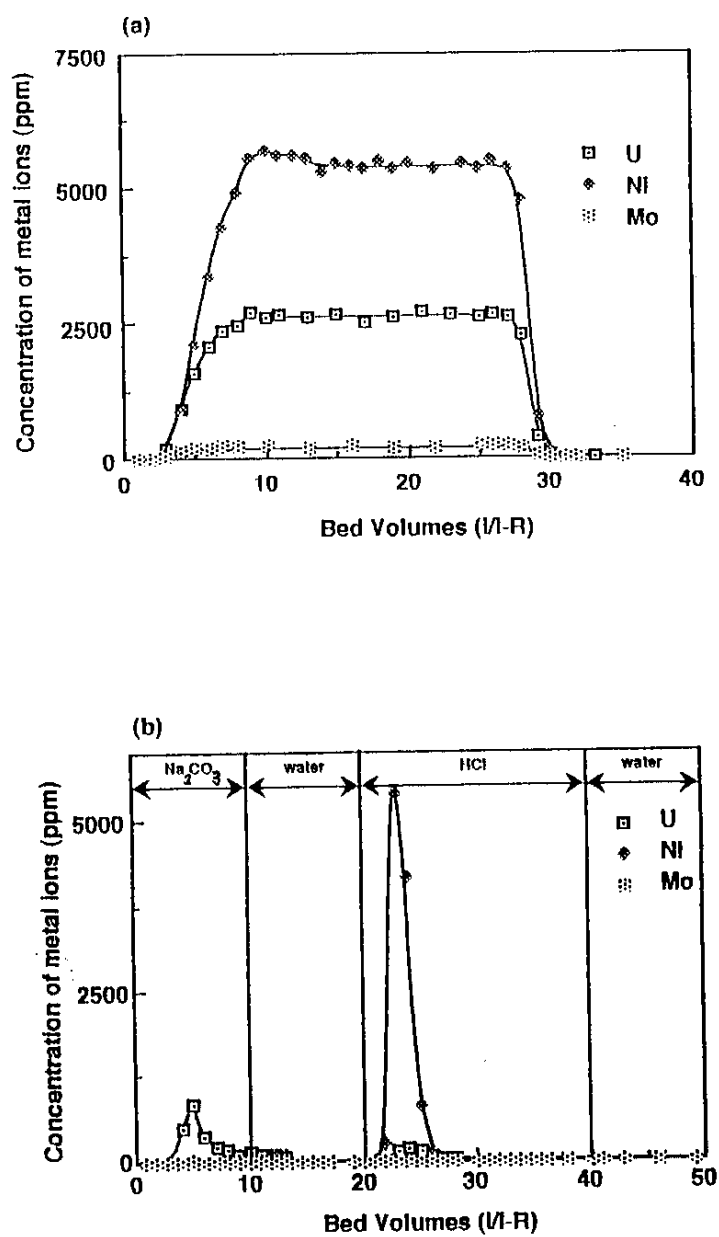 (a)
7500
5000
2500
0
Concentration of metal ions (ppm)
U
Ni
Mo
0 10 20 30 40
Bed Volumes (l/l-R)
(b)
Na2CO3 water HCl water
5000
2500
0
Concentration of metal ions (ppm)
U
Ni
Mo
0 10 20 30 40 50
Bed Volumes (l/l-R)